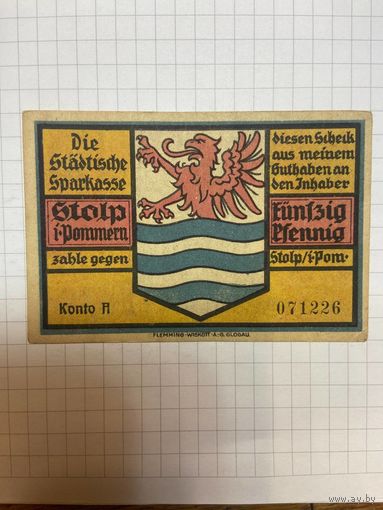 Die
Städtische
Sparkasse
Stolp
i·Pommern
zahle gegen
diesen Scheck
aus meinem
Guthaben an
den Inhaber
Fünfzig
Pfennig
Stolp/i·Pom·
Konto A
071226
FLEMMING-WISKOTT·A-G·GLOGAU.
www.av.by